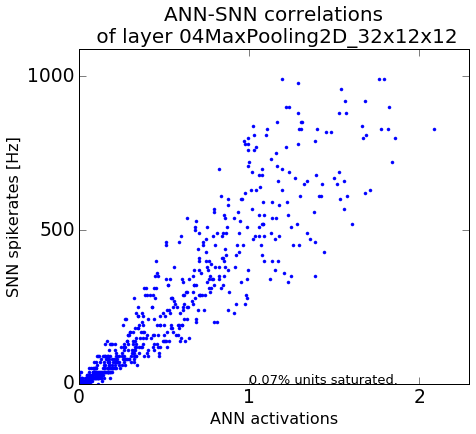 ANN-SNN correlations
of layer 04MaxPooling2D_32x12x12
1000
500
0
SNN spikerates [Hz]
0.07% units saturated.
0 1 2
ANN activations